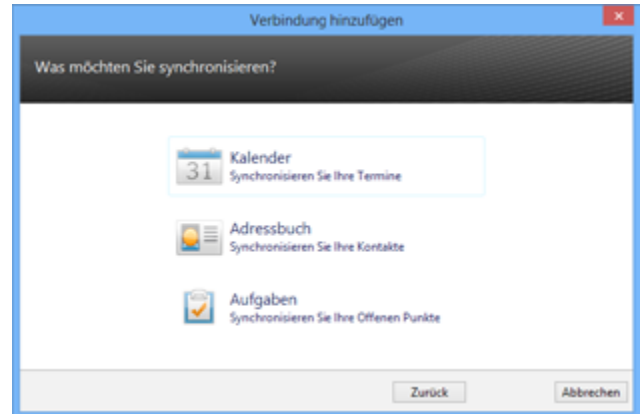 Verbindung hinzufügen
Was möchten Sie synchronisieren?
31
Kalender
Synchronisieren Sie Ihre Termine
Adressbuch
Synchronisieren Sie Ihre Kontakte
Aufgaben
Synchronisieren Sie Ihre Offenen Punkte
Zurück
Abbrechen